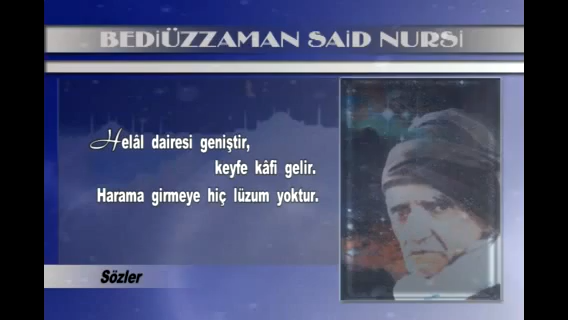 BEDİÜZZAMAN SAİD NURSİ
Helâl dairesi geniştir,
keyfe kâfi gelir.
Harama girmeye hiç lüzum yoktur.
Sözler